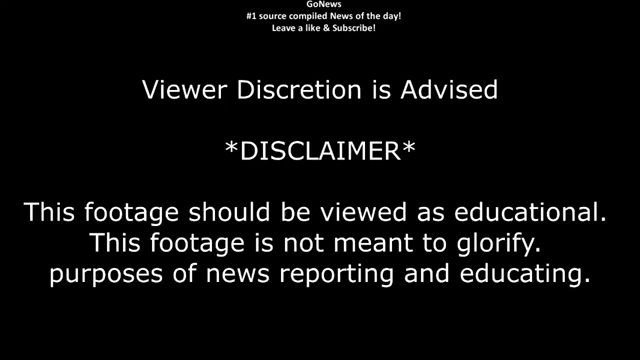 GoNews
#1 source compiled News of the day!
Leave a like & Subscribe!
Viewer Discretion is Advised
*DISCLAIMER*
This footage should be viewed as educational.
This footage is not meant to glorify.
purposes of news reporting and educating.